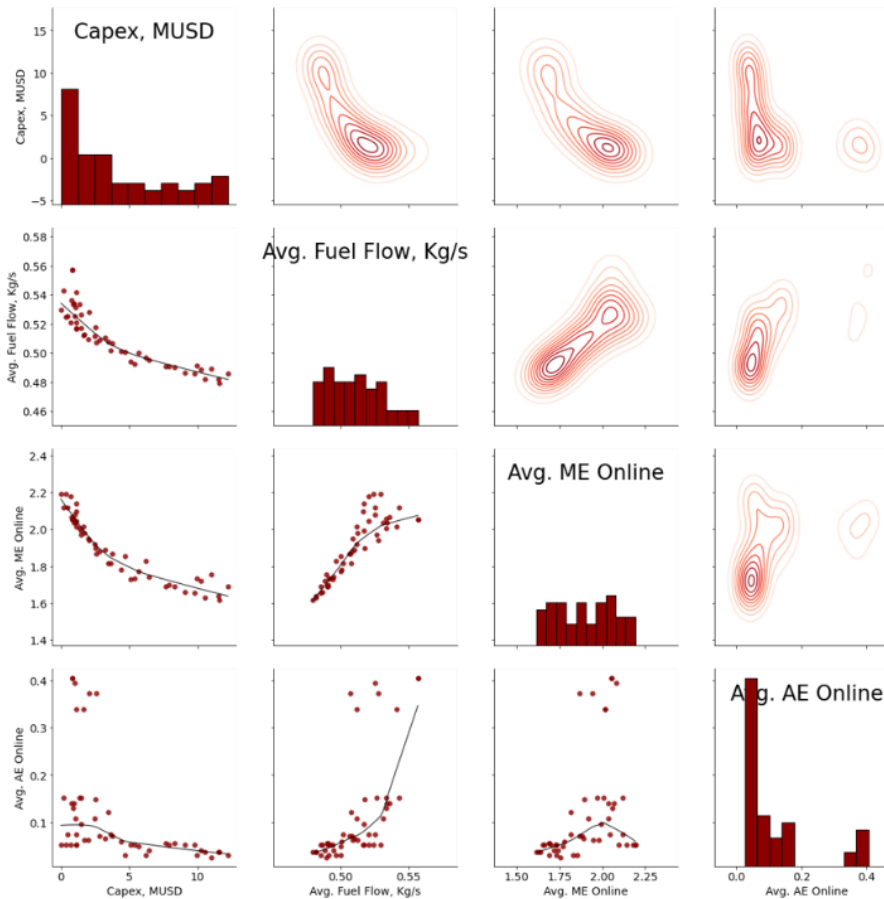 Capex, MUSD
Capex, MUSD
15
10
5
0
−5
Avg. Fuel Flow, Kg/s
Avg. Fuel Flow, Kg/s
0.58
0.56
0.54
0.52
0.50
0.48
0.46
Avg. ME Online
Avg. ME Online
2.4
2.2
2.0
1.8
1.6
1.4
Avg. AE Online
Avg. AE Online
0.4
0.3
0.2
0.1
0 5 10
0.50 0.55
1.50 1.75 2.00 2.25
0.0 0.2 0.4
Capex, MUSD
Avg. Fuel Flow, Kg/s
Avg. ME Online
Avg. AE Online